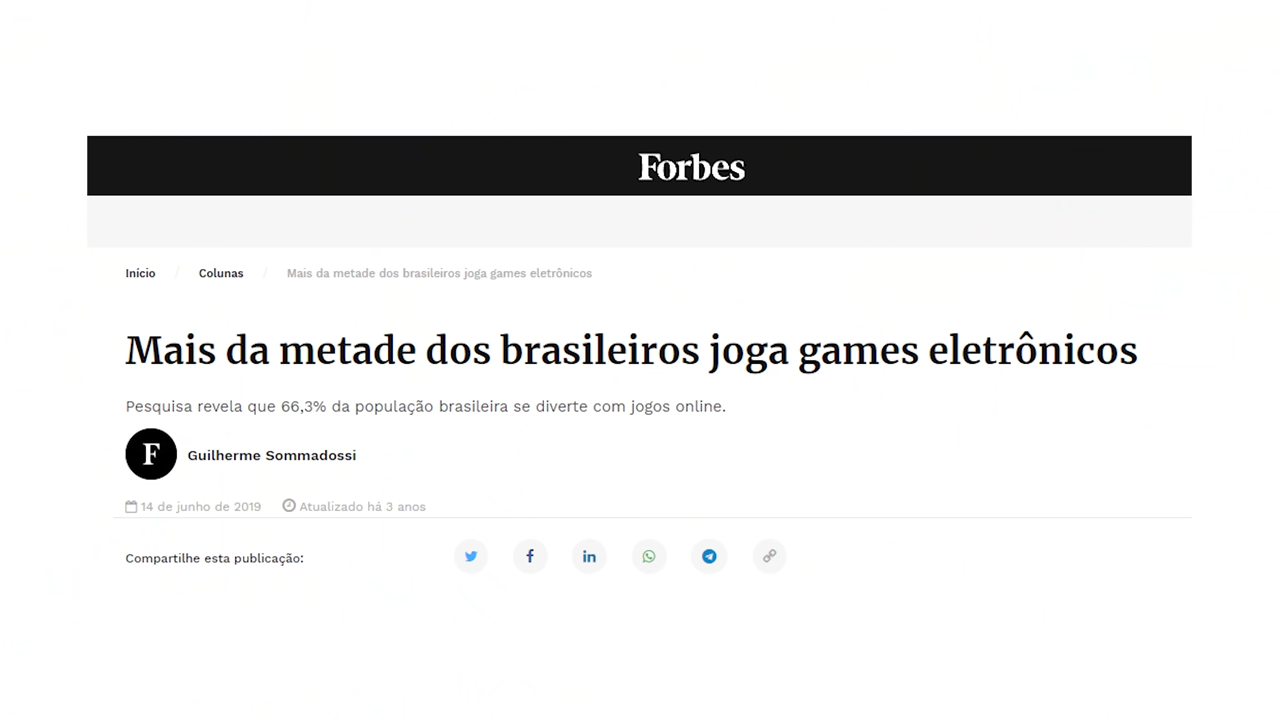 Forbes
Início / Colunas / Mais da metade dos brasileiros joga games eletrônicos
Mais da metade dos brasileiros joga games eletrônicos
Pesquisa revela que 66,3% da população brasileira se diverte com jogos online.
F Guilherme Sommadossi
14 de junho de 2019 Atualizado há 3 anos
Compartilhe esta publicação: